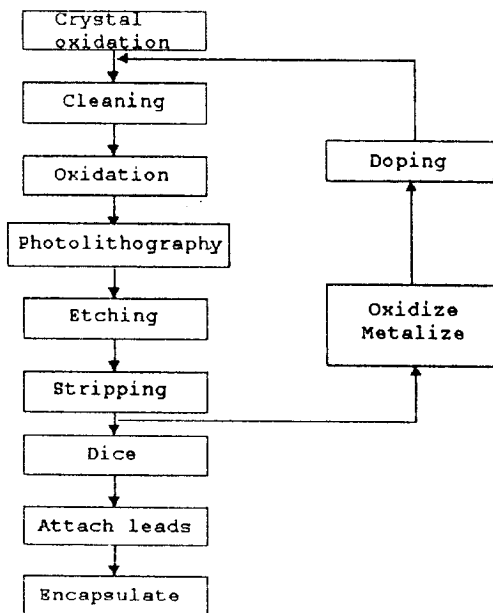 Crystal
oxidation
Cleaning
Oxidation
Photolithography
Etching
Stripping
Dice
Attach leads
Encapsulate
Doping
Oxidize
Metalize